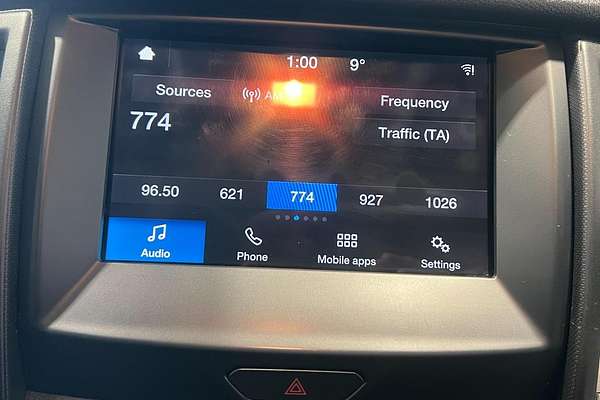 1:00 9°
Sources AM Frequency
774
Traffic (TA)
96.50 621 774 927 1026
Audio Phone Mobile apps Settings